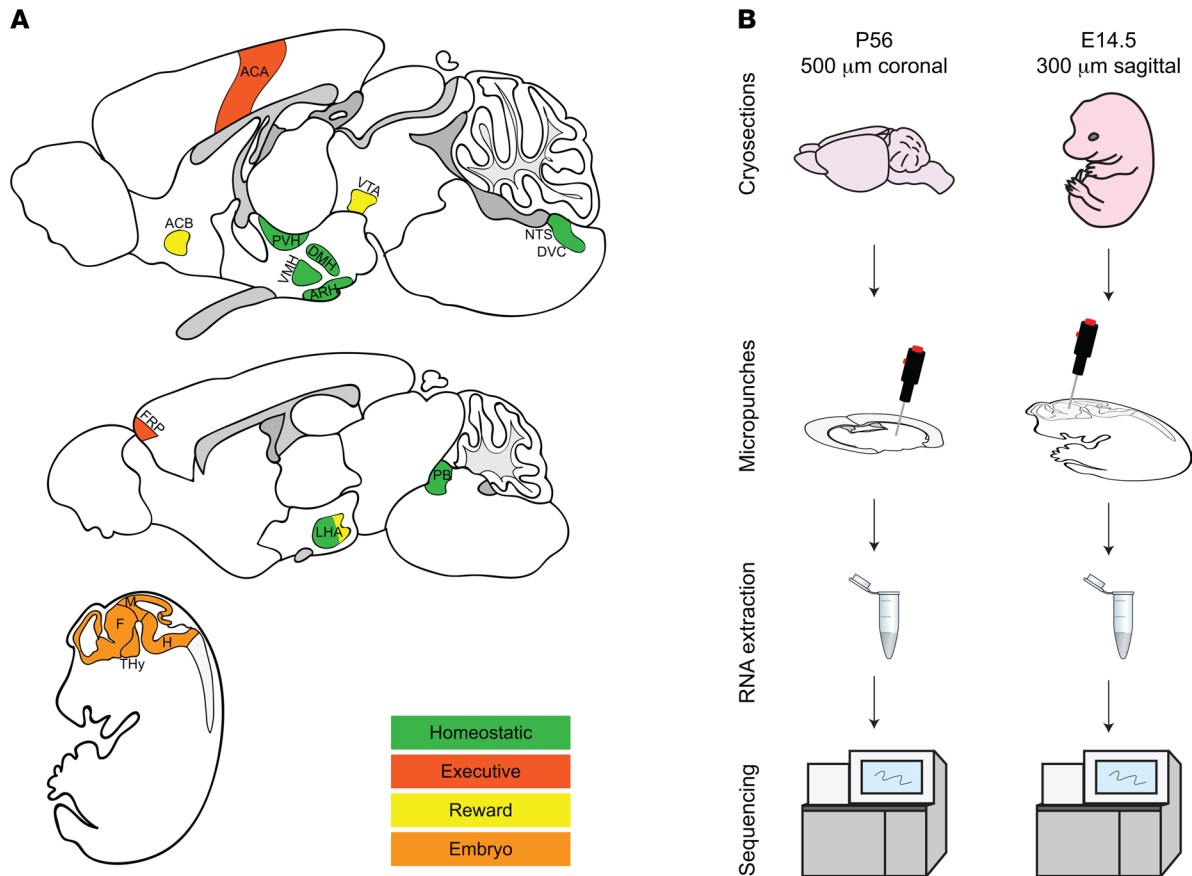 A
ACA
VTA
ACB
PVH
DMH
VMH
ARH
NTS
DVC
FRP
PB
LHA
M
F
H
THy
Homeostatic
Executive
Reward
Embryo
B
P56
500 μm coronal
E14.5
300 μm sagittal
Cryosections
Micropunches
RNA extraction
Sequencing